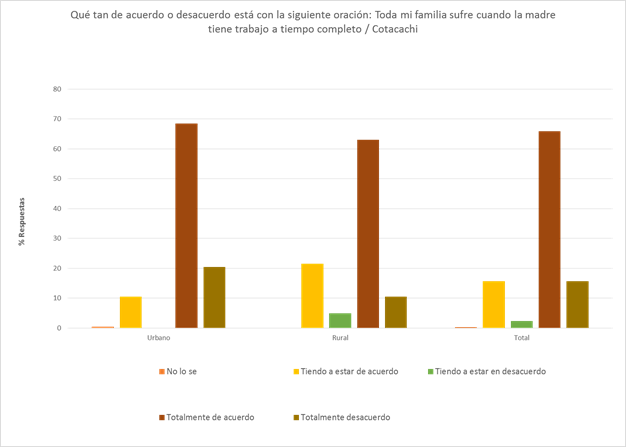 Qué tan de acuerdo o desacuerdo está con la siguiente oración: Toda mi familia sufre cuando la madre
tiene trabajo a tiempo completo / Cotacachi
80
70
60
50
40
30
20
10
0
% Respuestas
Urbano Rural Total
No lo se Tiendo a estar de acuerdo Tiendo a estar en desacuerdo
Totalmente de acuerdo Totalmente desacuerdo